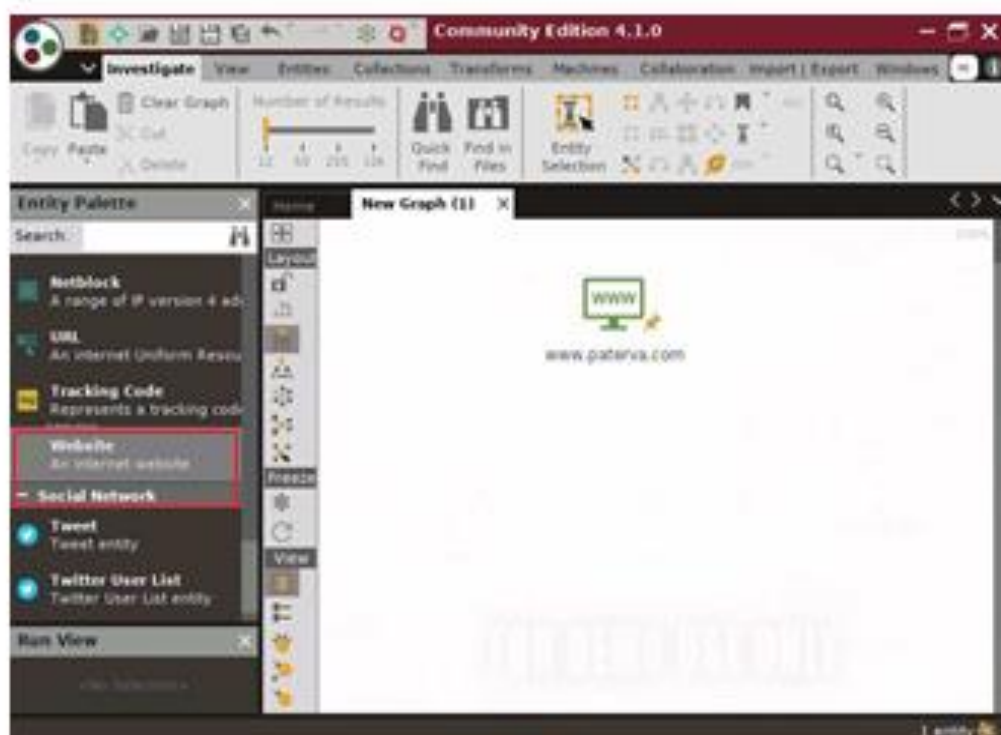 Community Edition 4.1.0
Investigate View Entities Collections Transforms Machines Collaboration Import | Export Windows
Copy Paste
Clear Graph
Cut
Delete
Number of Results
12
Quick Find
Find in Files
Entity Selection
Entity Palette
Home
New Graph (1)
Search
Layout
Netblock
A range of IP version 4 ad
URL
An internet Uniform Resou
Tracking Code
Represents a tracking code
Website
An internet website
Social Network
Tweet
Tweet entity
Twitter User List
Twitter User List entity
Run View
<No Selection>
Freeze
View
WWW
www.paterva.com
1 entity